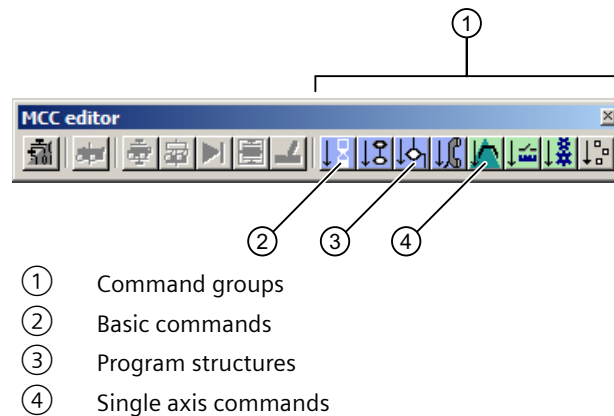 ①
MCC editor
② ③ ④
① Command groups
② Basic commands
③ Program structures
④ Single axis commands